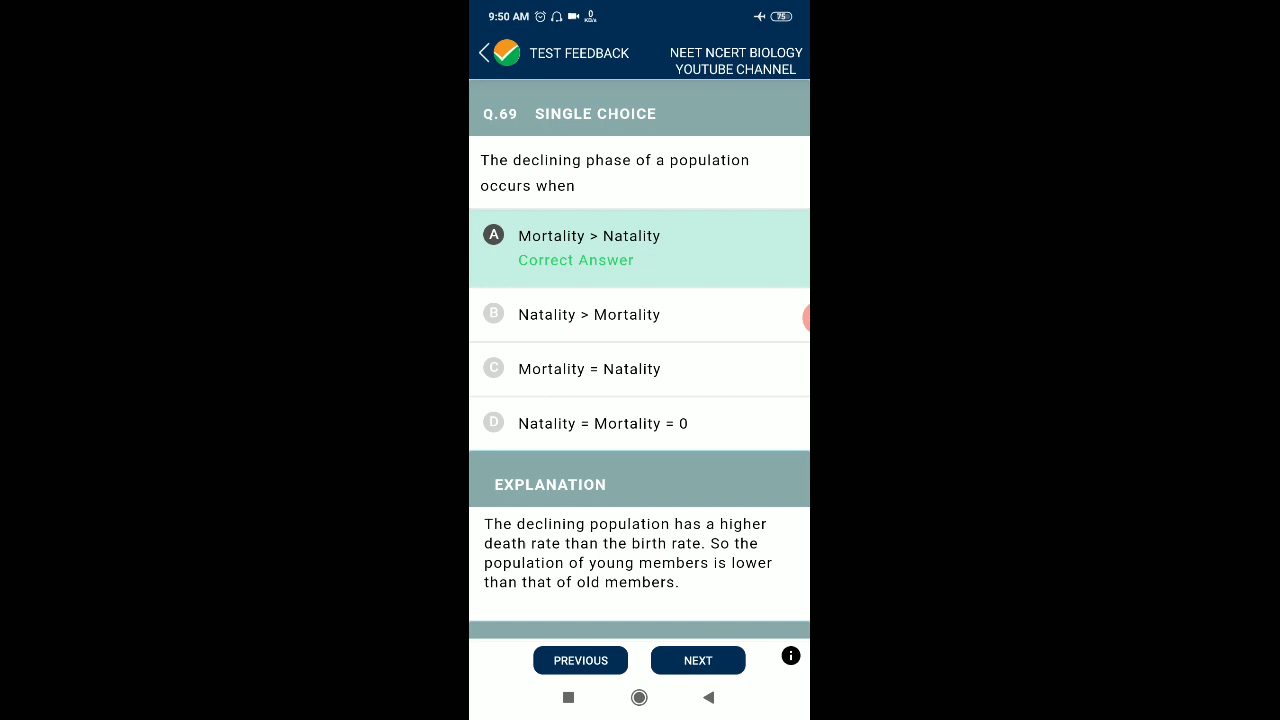 9:50 AM 0 KB/s 75
TEST FEEDBACK
NEET NCERT BIOLOGY
YOUTUBE CHANNEL
Q.69 SINGLE CHOICE
The declining phase of a population
occurs when
A Mortality > Natality
Correct Answer
B Natality > Mortality
C Mortality = Natality
D Natality = Mortality = 0
EXPLANATION
The declining population has a higher
death rate than the birth rate. So the
population of young members is lower
than that of old members.
PREVIOUS NEXT